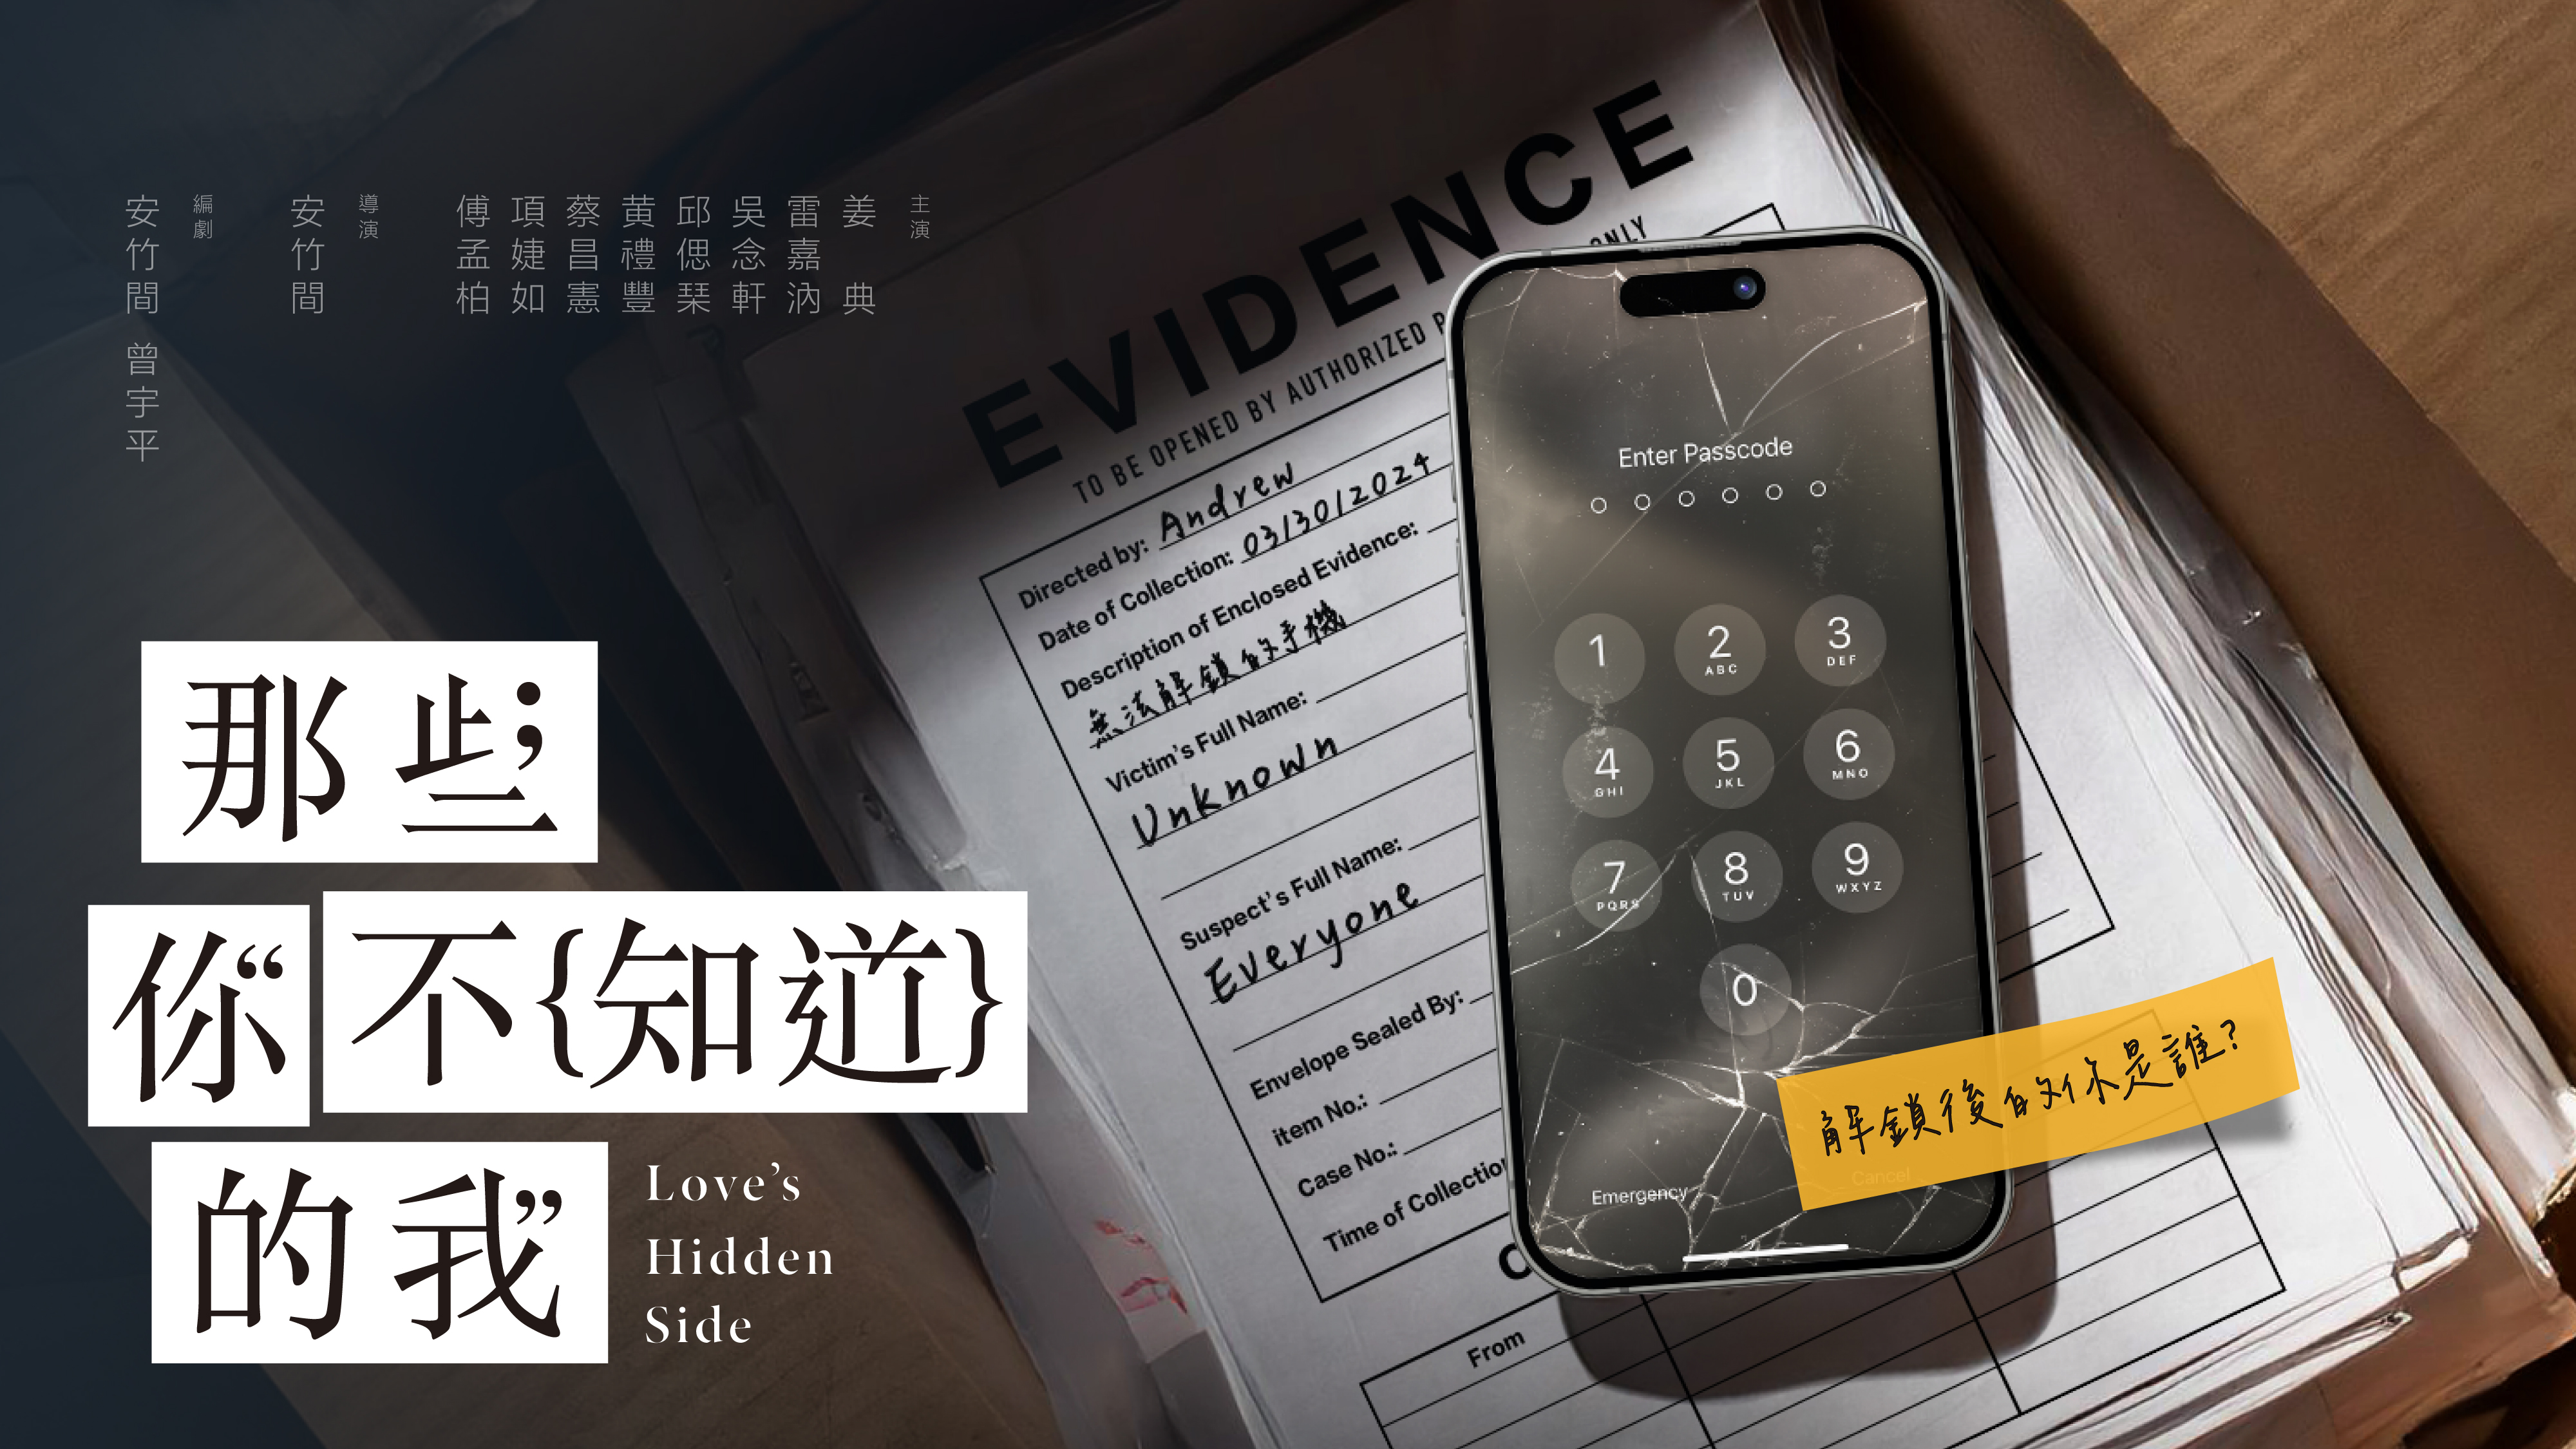 主演
姜典
雷嘉汭
吳念軒
邱偲琹
黃禮豐
蔡昌憲
項婕如
傅孟柏
導演
安竹間
編劇
安竹間 曾宇平
那些
你“不{知道}
的我”
Love’s
Hidden
Side
EVIDENCE
TO BE OPENED BY AUTHORIZED P
ONLY
Directed by: Andrew
Date of Collection: 03/30/2024
Description of Enclosed Evidence:
無法解鎖的手機
Victim’s Full Name:
Unknown
Suspect’s Full Name:
Everyone
Envelope Sealed By:
item No.:
Case No.:
Time of Collection
C
From
Enter Passcode
1
2
ABC
3
DEF
4
GHI
5
JKL
6
MNO
7
PQRS
8
TUV
9
WXYZ
0
Emergency
Cancel
解鎖後的你是誰?